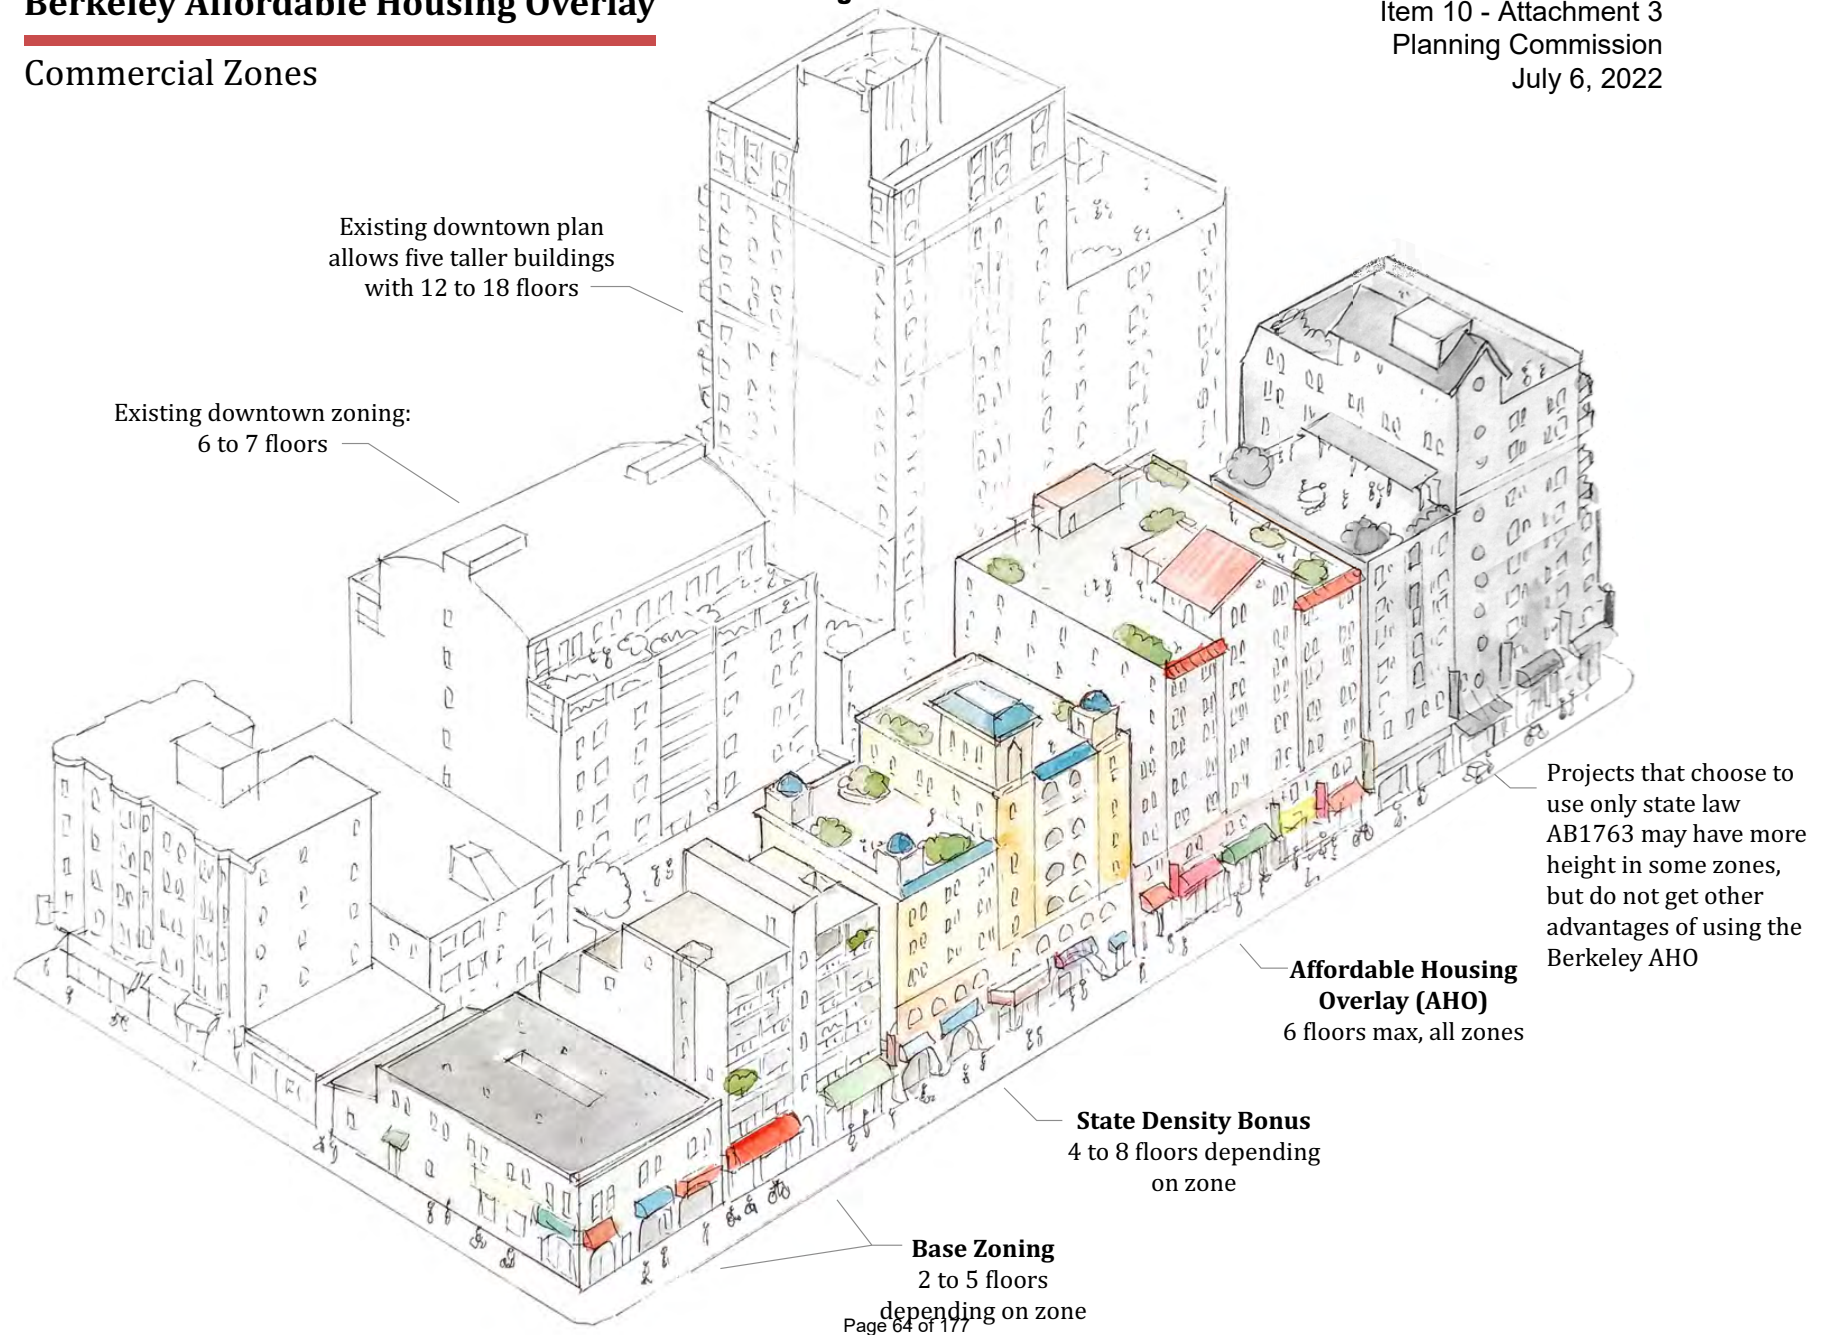 Berkeley Affordable Housing Overlay
Commercial Zones
Item 10 - Attachment 3
Planning Commission
July 6, 2022
Existing downtown plan
allows five taller buildings
with 12 to 18 floors
Existing downtown zoning:
6 to 7 floors
Projects that choose to
use only state law
AB1763 may have more
height in some zones,
but do not get other
advantages of using the
Berkeley AHO
Affordable Housing
Overlay (AHO)
6 floors max, all zones
State Density Bonus
4 to 8 floors depending
on zone
Base Zoning
2 to 5 floors
depending on zone
Page 64 of 177